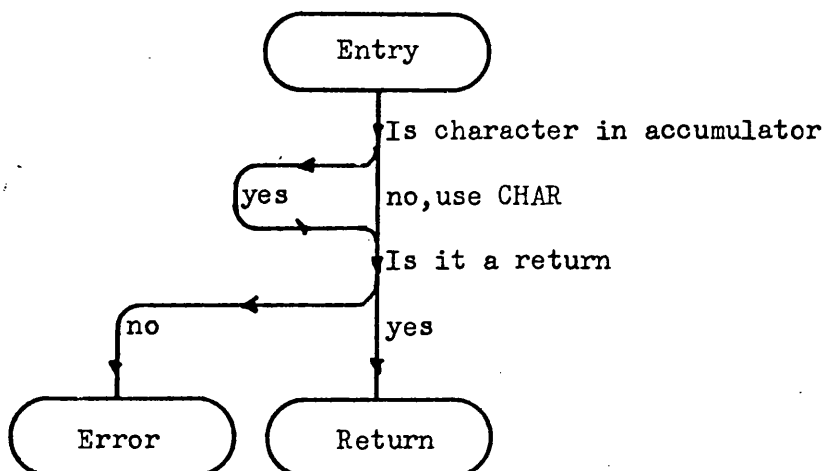 Entry
Is character in accumulator
yes
no,use CHAR
Is it a return
no
yes
Error
Return